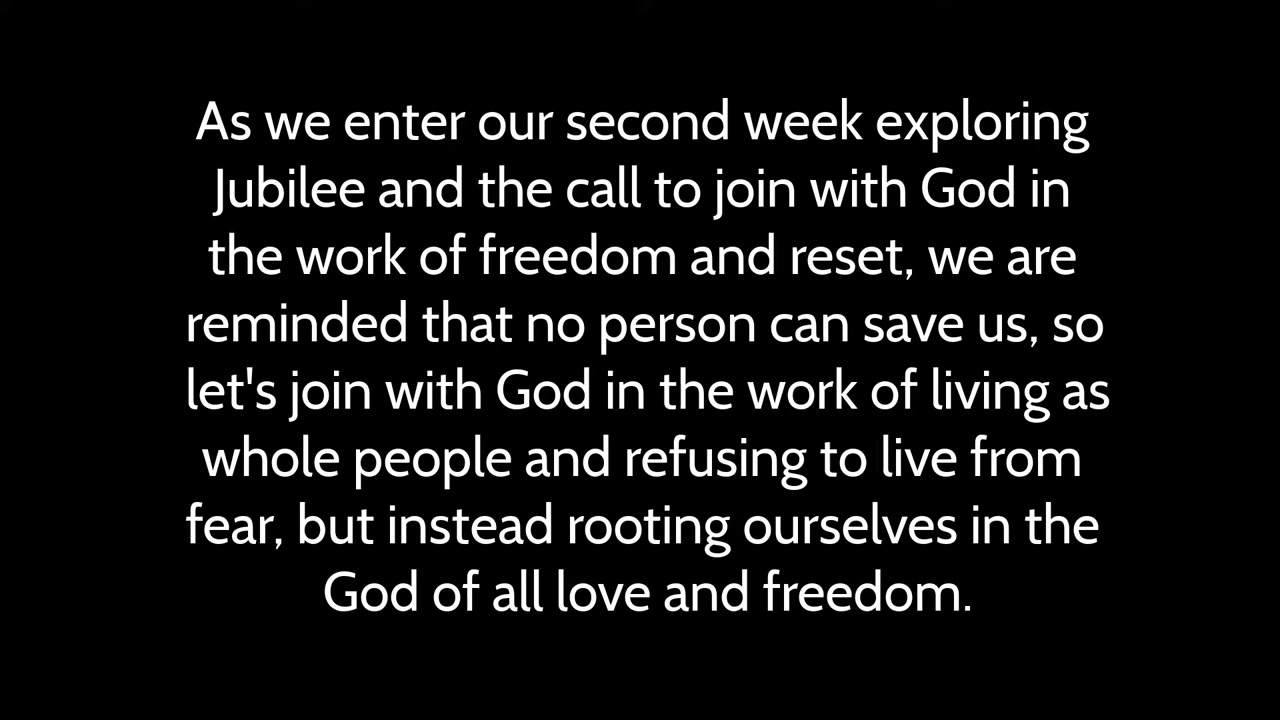 As we enter our second week exploring
Jubilee and the call to join with God in
the work of freedom and reset, we are
reminded that no person can save us, so
let's join with God in the work of living as
whole people and refusing to live from
fear, but instead rooting ourselves in the
God of all love and freedom.